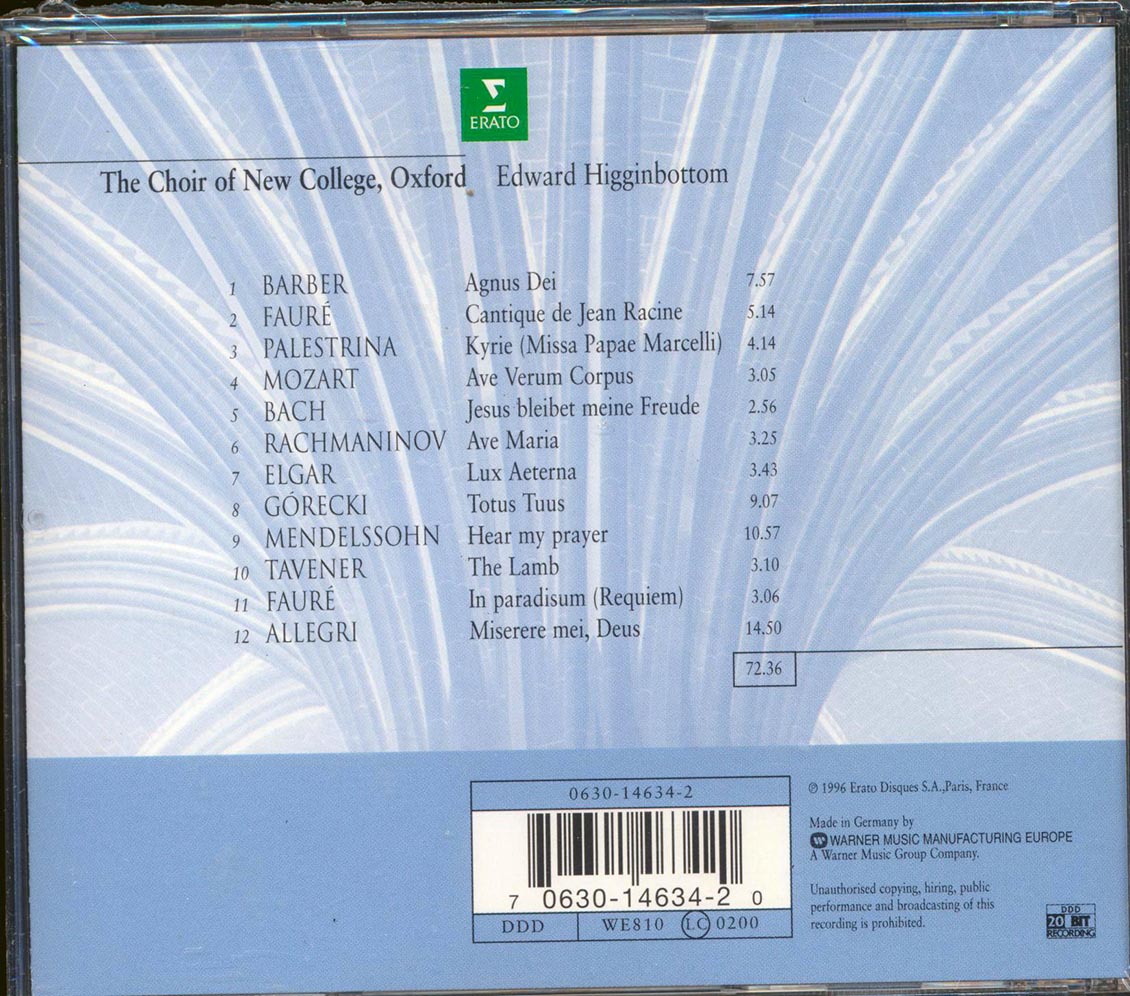 ERATO
The Choir of New College, Oxford Edward Higginbottom
1 BARBER Agnus Dei 7.57
2 FAURÉ Cantique de Jean Racine 5.14
3 PALESTRINA Kyrie (Missa Papae Marcelli) 4.14
4 MOZART Ave Verum Corpus 3.05
5 BACH Jesus bleibet meine Freude 2.56
6 RACHMANINOV Ave Maria 3.25
7 ELGAR Lux Aeterna 3.43
8 GÓRECKI Totus Tuus 9.07
9 MENDELSSOHN Hear my prayer 10.57
10 TAVENER The Lamb 3.10
11 FAURÉ In paradisum (Requiem) 3.06
12 ALLEGRI Miserere mei, Deus 14.50
72.36
0630-14634-2
7 0630-14634-2 0
DDD WE810 LC 0200
℗ 1996 Erato Disques S.A.,Paris, France
Made in Germany by
WARNER MUSIC MANUFACTURING EUROPE
A Warner Music Group Company.
Unauthorised copying, hiring, public
performance and broadcasting of this
recording is prohibited.
DDD
20 BIT
RECORDING